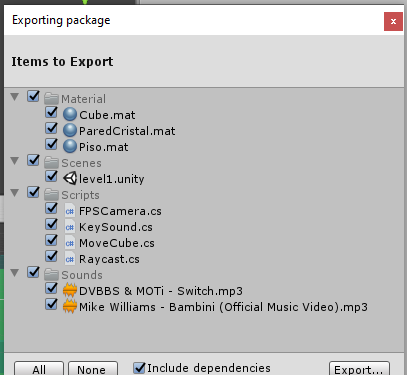 Exporting package
Items to Export
Material
Cube.mat
ParedCristal.mat
Piso.mat
Scenes
level1.unity
Scripts
FPSCamera.cs
KeySound.cs
MoveCube.cs
Raycast.cs
Sounds
DVBBS & MOTi - Switch.mp3
Mike Williams - Bambini (Official Music Video).mp3
All None Include dependencies Export...